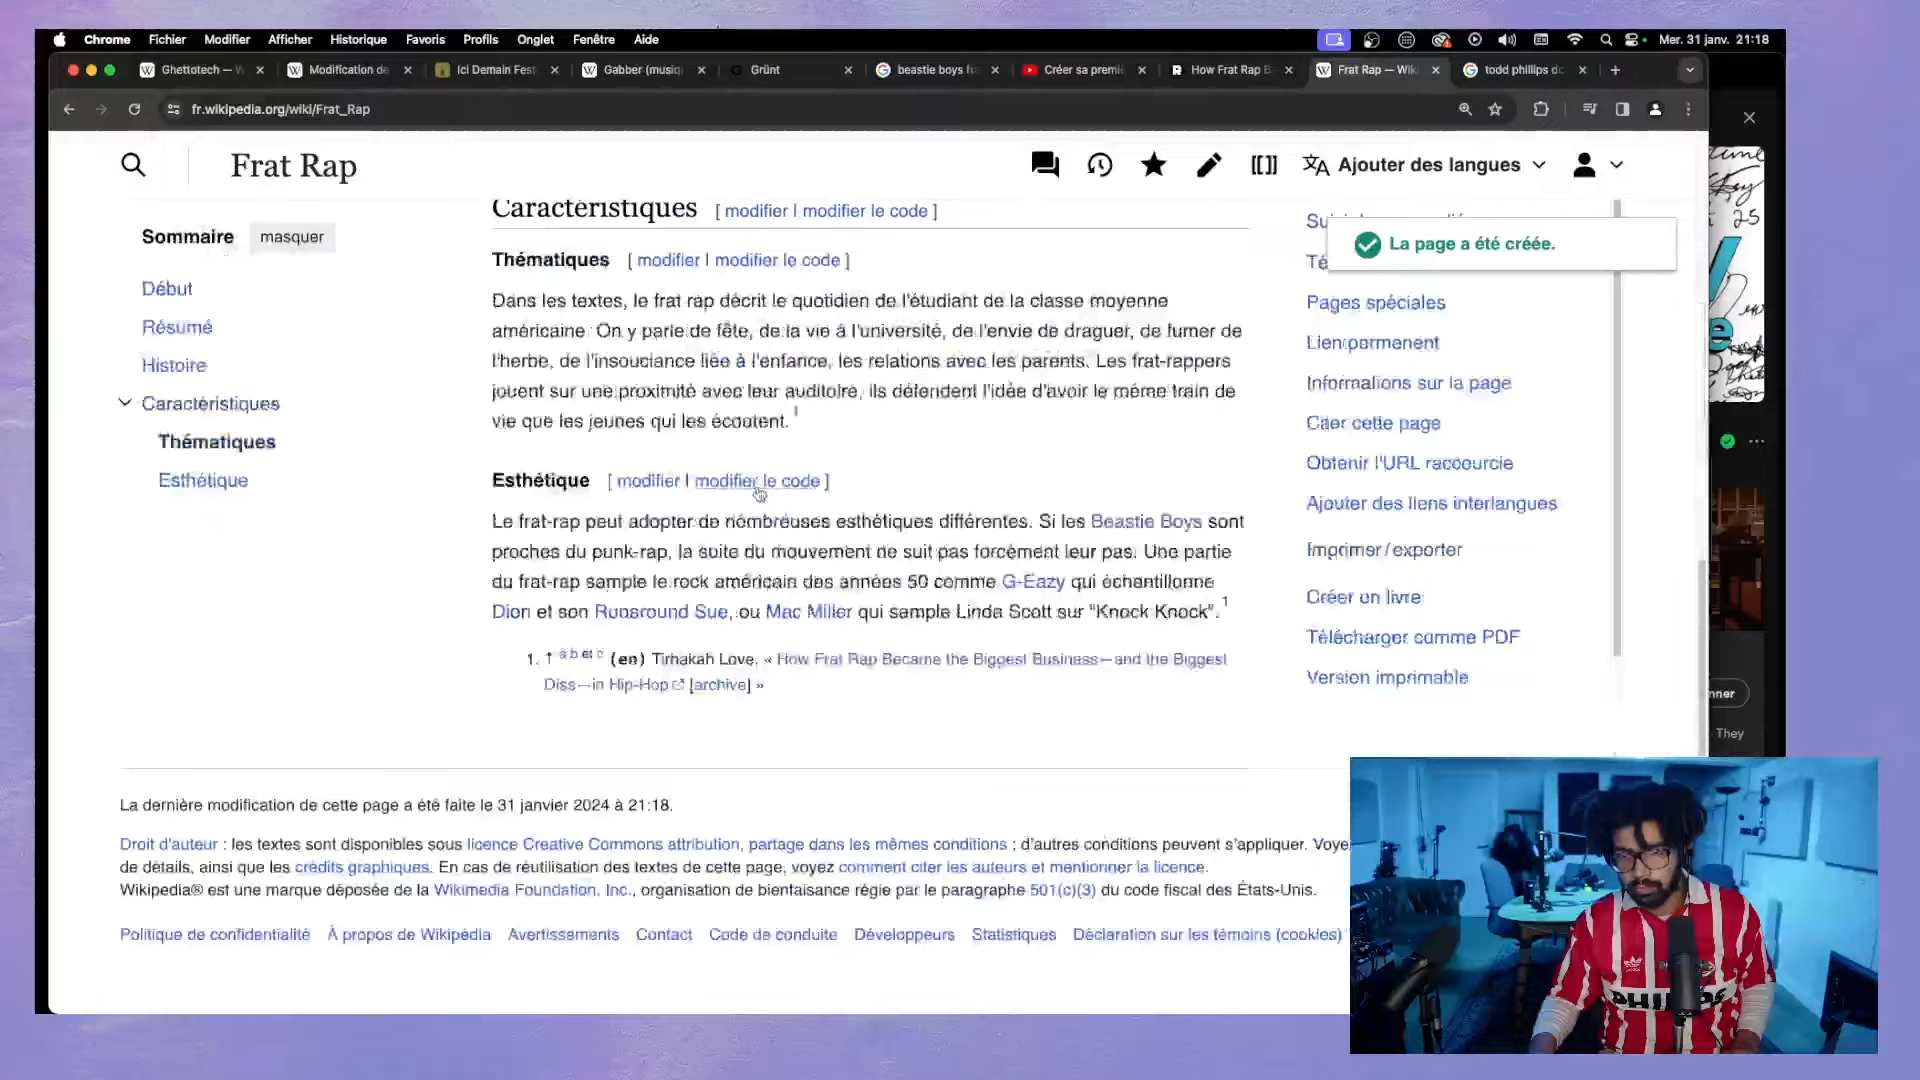 Chrome Fichier Modifier Afficher Historique Favoris Profils Onglet Fenêtre Aide Mer. 31 janv. 21:18
Ghettotech — Modification de Ici Demain Fest Gabber (musiq Grünt beastie boys Créer sa premi How Frat Rap B Frat Rap — Wik todd phillips
fr.wikipedia.org/wiki/Frat_Rap
Frat Rap Ajouter des langues
Caractéristiques [ modifier | modifier le code ]
Sommaire masquer
Début
Résumé
Histoire
Caractéristiques
Thématiques
Esthétique
Thématiques [ modifier | modifier le code ]
Dans les textes, le frat rap décrit le quotidien de l'étudiant de la classe moyenne
américaine. On y parle de fête, de la vie à l'université, de l'envie de draguer, de fumer de
l'herbe, de l'insouciance liée à l'enfance, les relations avec les parents. Les frat-rappers
jouent sur une proximité avec leur auditoire, ils défendent l'idée d'avoir le même train de
vie que les jeunes qui les écoutent. 1
Esthétique [ modifier | modifier le code ]
Le frat-rap peut adopter de nombreuses esthétiques différentes. Si les Beastie Boys sont
proches du punk-rap, la suite du mouvement de suit pas forcément leur pas. Une partie
du frat-rap sample le rock américain des années 50 comme G-Eazy qui échantillonne
Dion et son Runaround Sue, ou Mac Miller qui sample Linda Scott sur "Knock Knock". 1
1. ↑ a b et c (en) Tirhakah Love, « How Frat Rap Became the Biggest Business—and the Biggest
Diss—in Hip-Hop [archive] »
La page a été créée.
Pages spéciales
Lien permanent
Informations sur la page
Citer cette page
Obtenir l'URL raccourcie
Ajouter des liens interlangues
Imprimer / exporter
Créer un livre
Télécharger comme PDF
Version imprimable
25
nner
They
La dernière modification de cette page a été faite le 31 janvier 2024 à 21:18.
Droit d'auteur : les textes sont disponibles sous licence Creative Commons attribution, partage dans les mêmes conditions ; d'autres conditions peuvent s'appliquer. Voye
de détails, ainsi que les crédits graphiques. En cas de réutilisation des textes de cette page, voyez comment citer les auteurs et mentionner la licence.
Wikipedia® est une marque déposée de la Wikimedia Foundation, Inc., organisation de bienfaisance régie par le paragraphe 501(c)(3) du code fiscal des États-Unis.
Politique de confidentialité À propos de Wikipédia Avertissements Contact Code de conduite Développeurs Statistiques Déclaration sur les témoins (cookies)
PHILIPS